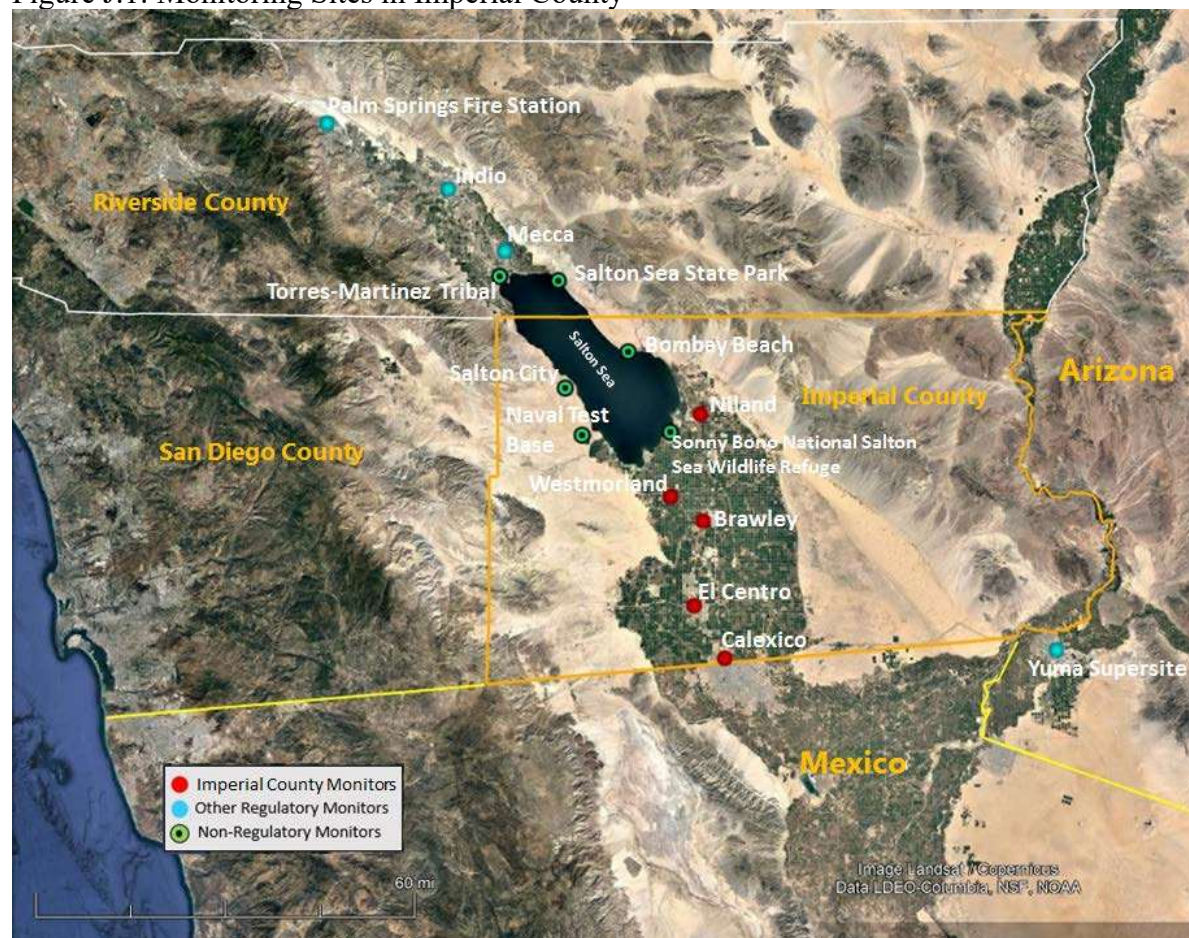 Figure J.1: Monitoring Sites in Imperial County
Palm Springs Fire Station
Indio
Riverside County
Mecca
Torres-Martinez Tribal
Salton Sea State Park
Salton Sea
Bombay Beach
Arizona
Salton City
Imperial County
Niland
Naval Test
Base
Sonny Bono National Salton
Sea Wildlife Refuge
San Diego County
Westmorland
Brawley
El Centro
Calexico
Yuma Supersite
Mexico
Imperial County Monitors
Other Regulatory Monitors
Non-Regulatory Monitors
60 mi
Image Landsat / Copernicus
Data LDEO-Columbia, NSF, NOAA